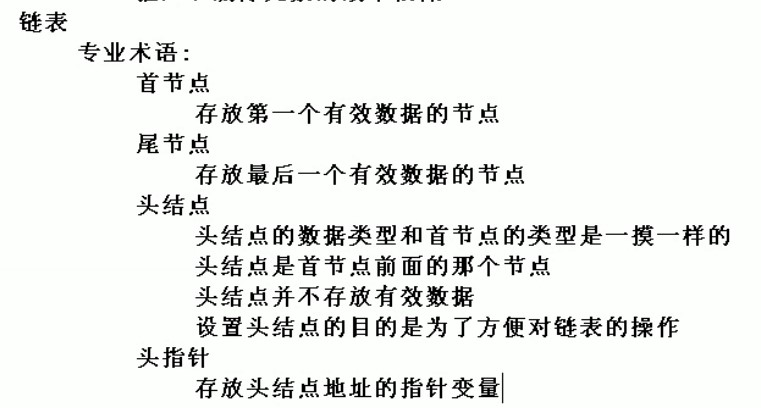 链表
专业术语：
首节点
存放第一个有效数据的节点
尾节点
存放最后一个有效数据的节点
头结点
头结点的数据类型和首节点的类型是一摸一样的
头结点是首节点前面的那个节点
头结点并不存放有效数据
设置头结点的目的是为了方便对链表的操作
头指针
存放头结点地址的指针变量